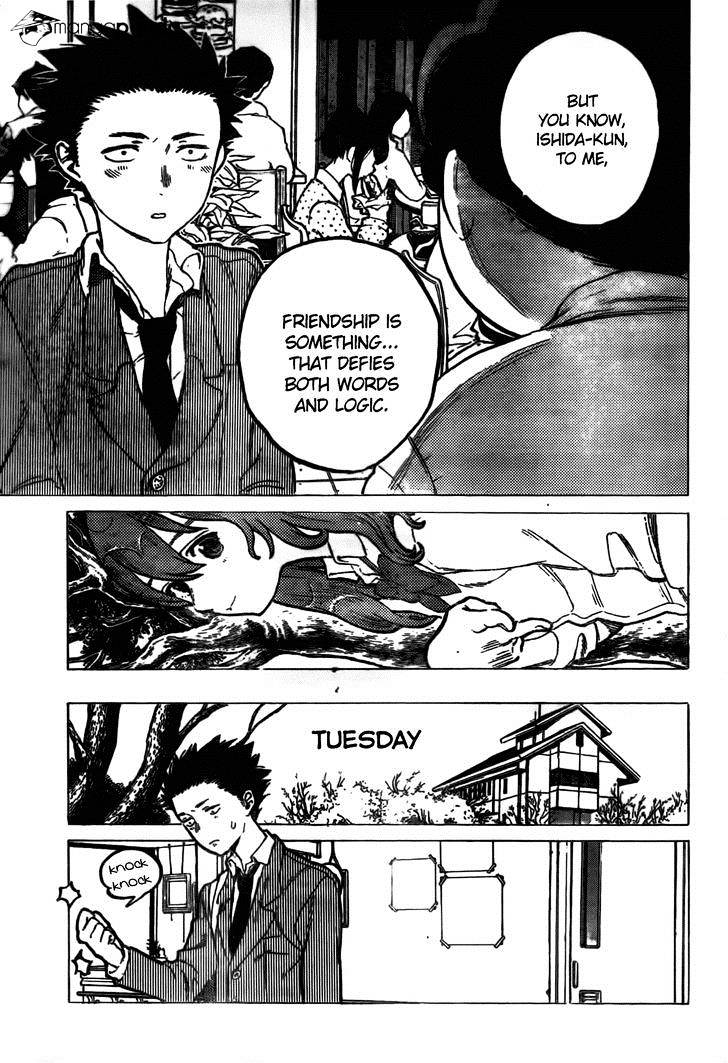 BUT
YOU KNOW,
ISHIDA-KUN,
TO ME,
FRIENDSHIP IS
SOMETHING...
THAT DEFIES
BOTH WORDS
AND LOGIC.
TUESDAY
knock
knock